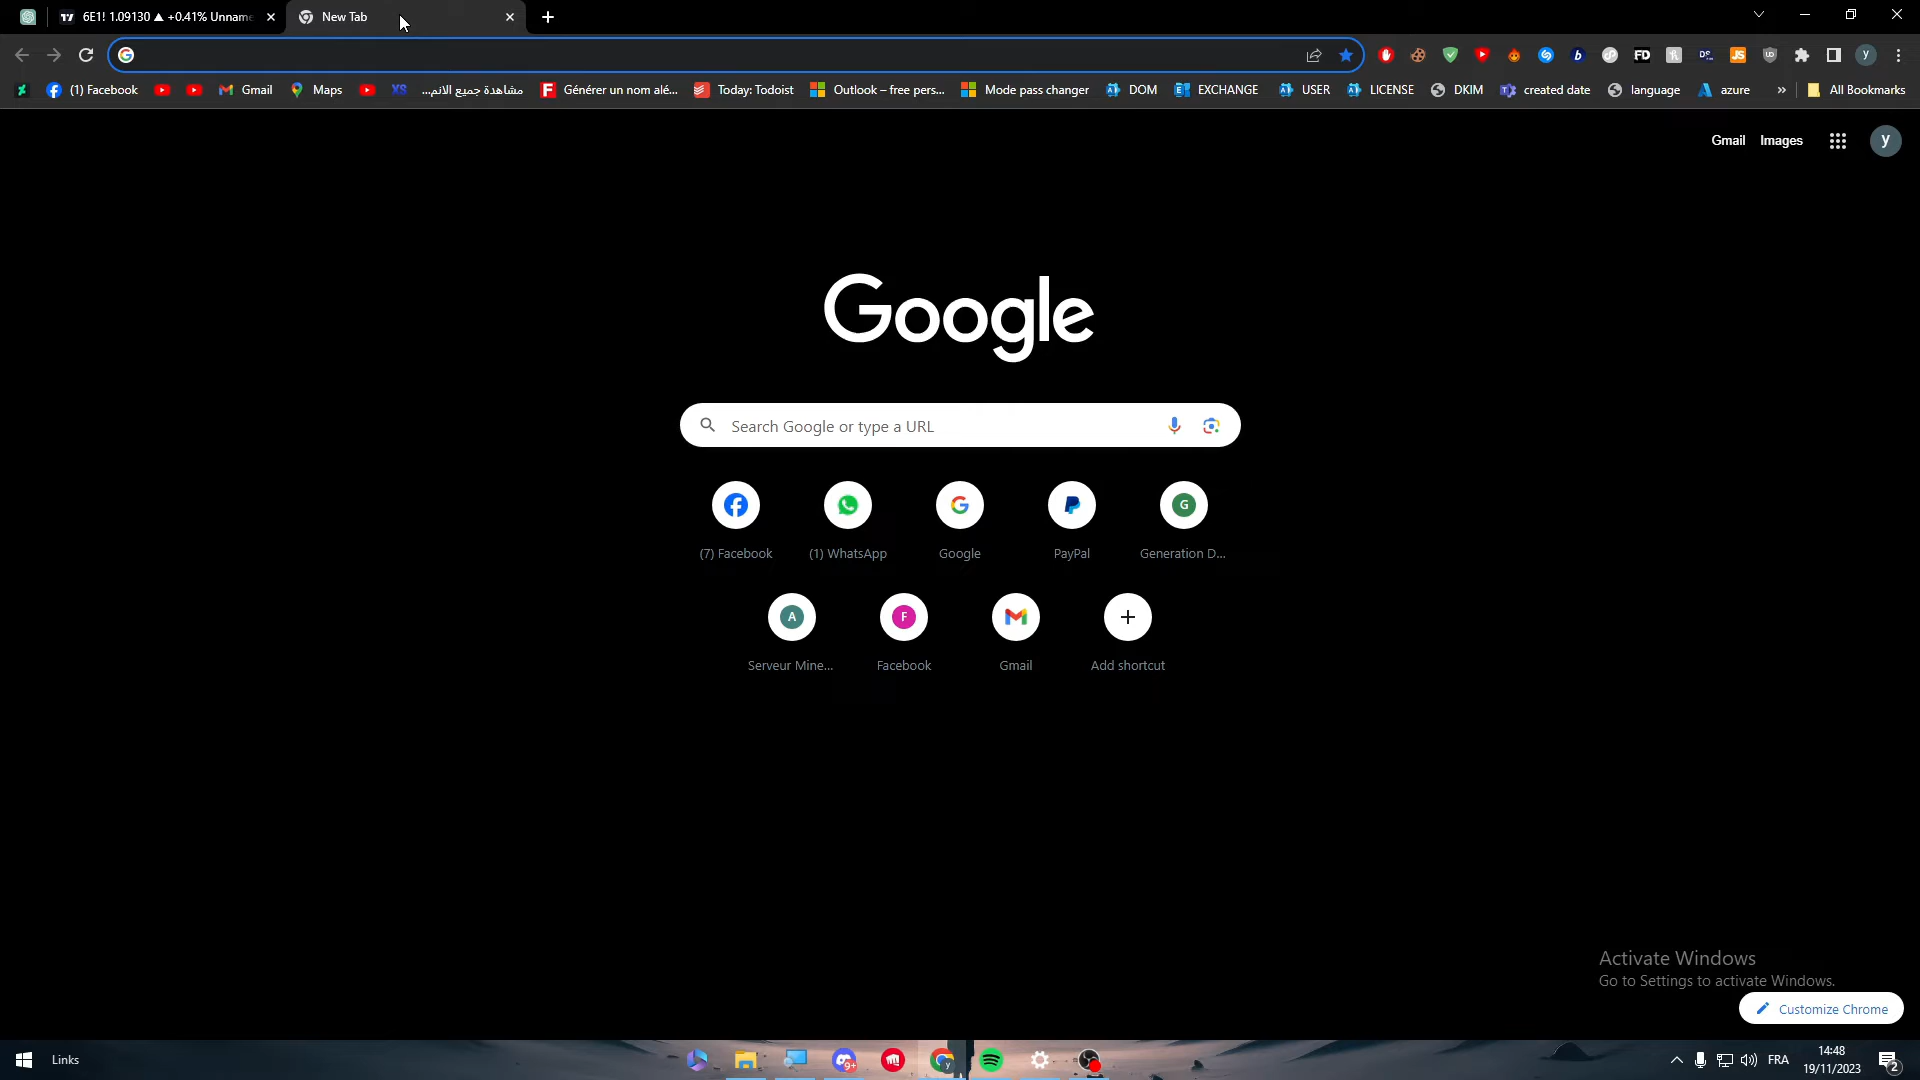 6E1! 1.09130 ▲ +0.41% Unname
New Tab
(1) Facebook
Gmail
Maps
مشاهدة جميع الانم...
Générer un nom alé...
Today: Todoist
Outlook – free pers...
Mode pass changer
DOM
EXCHANGE
USER
LICENSE
DKIM
created date
language
azure
»
All Bookmarks
Gmail Images
y
Google
Search Google or type a URL
(7) Facebook
(1) WhatsApp
Google
PayPal
G
Generation D...
A
Serveur Mine...
F
Facebook
Gmail
Add shortcut
Activate Windows
Go to Settings to activate Windows.
Customize Chrome
Links
9+
FRA
14:48
19/11/2023
2